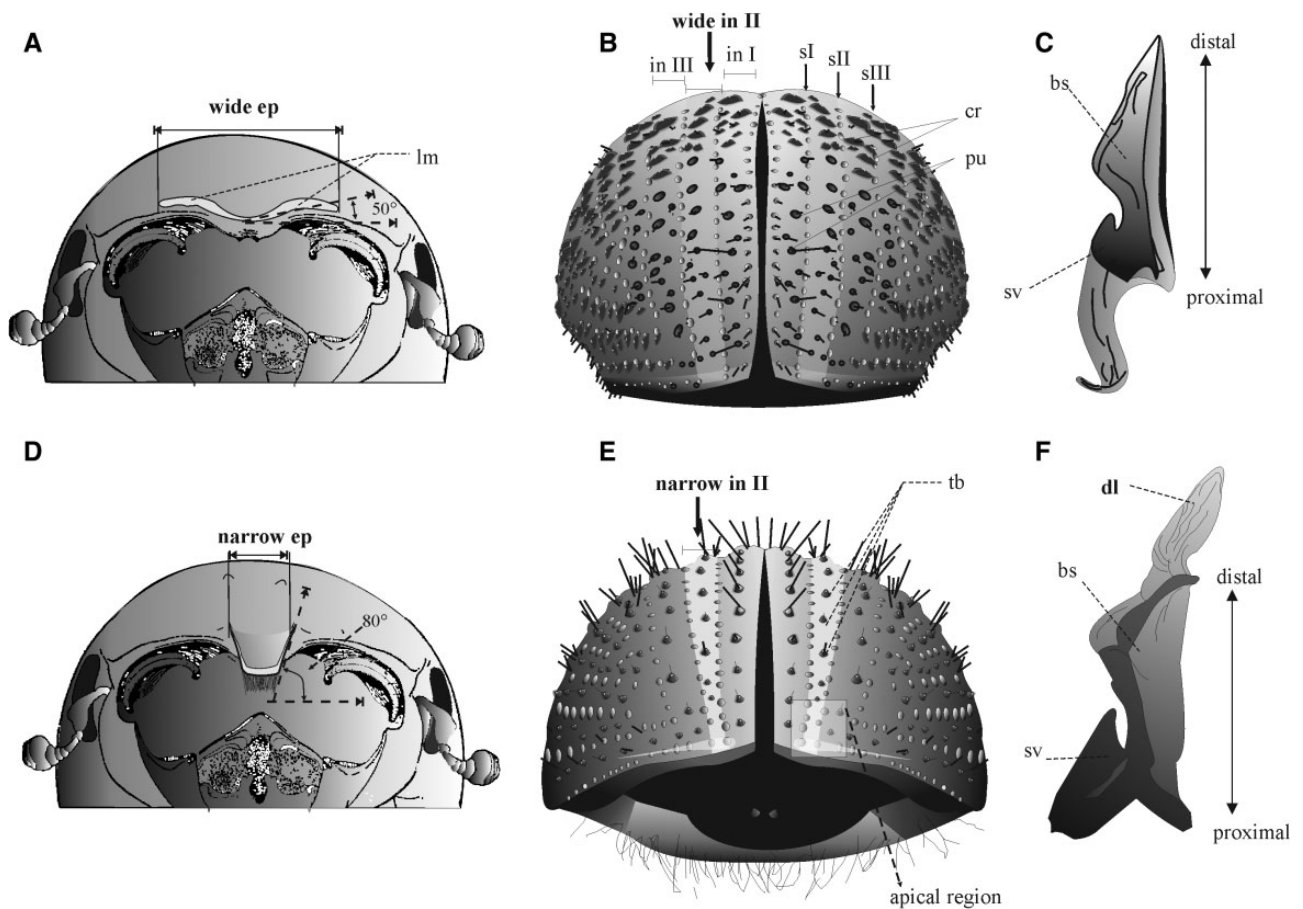 A
wide ep
lm
50°
B
wide in II
in III
in I
sI
sII
sIII
cr
pu
C
distal
bs
sv
proximal
D
narrow ep
80°
E
narrow in II
tb
apical region
F
dl
bs
distal
sv
proximal